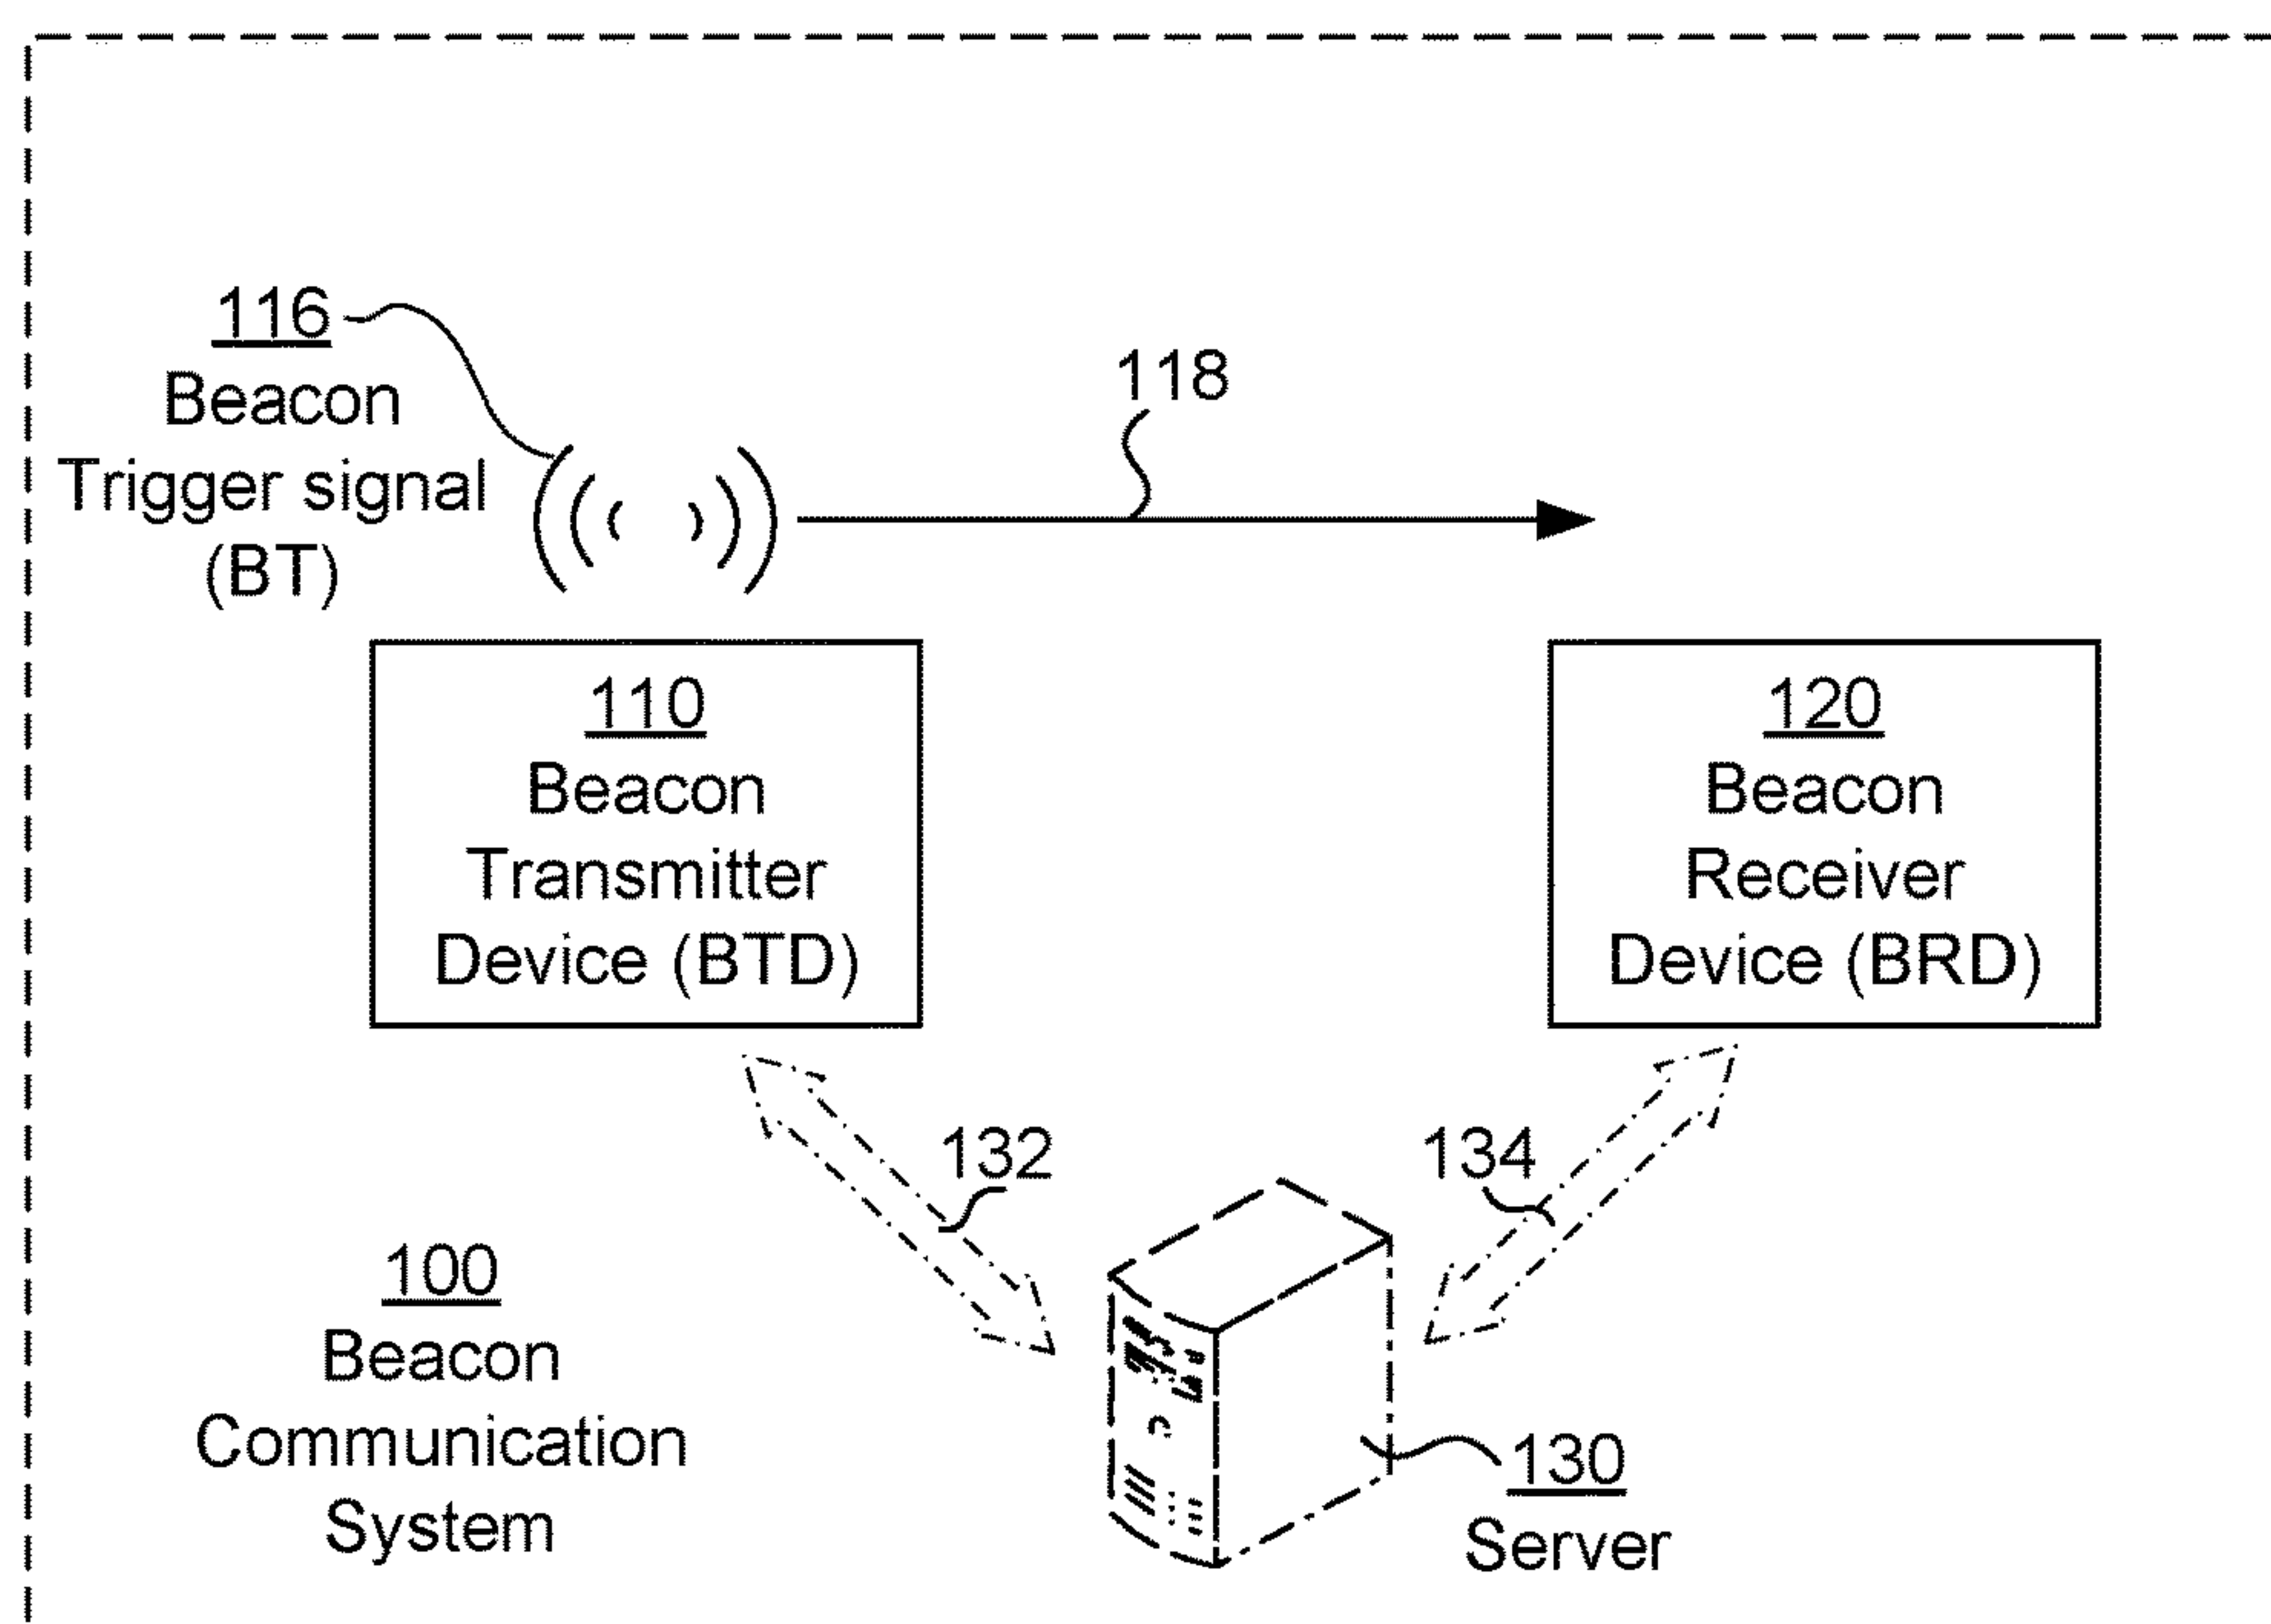 116
Beacon
Trigger signal
(BT)
118
110
Beacon
Transmitter
Device (BTD)
120
Beacon
Receiver
Device (BRD)
132
134
100
Beacon
Communication
System
130
Server